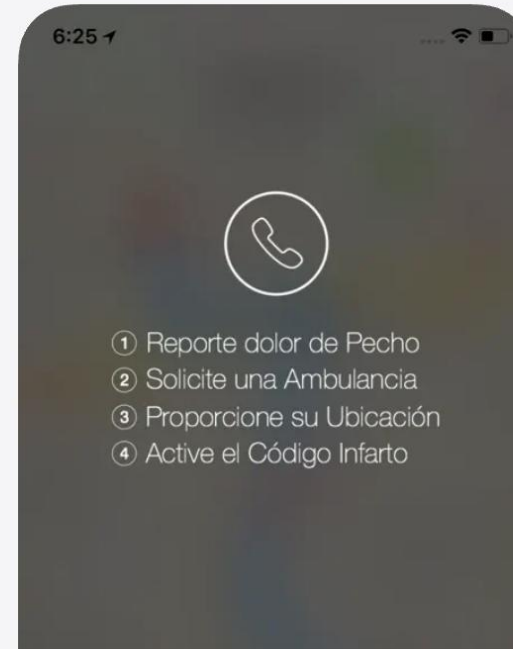 6:25
① Reporte dolor de Pecho
② Solicite una Ambulancia
③ Proporcione su Ubicación
④ Active el Código Infarto